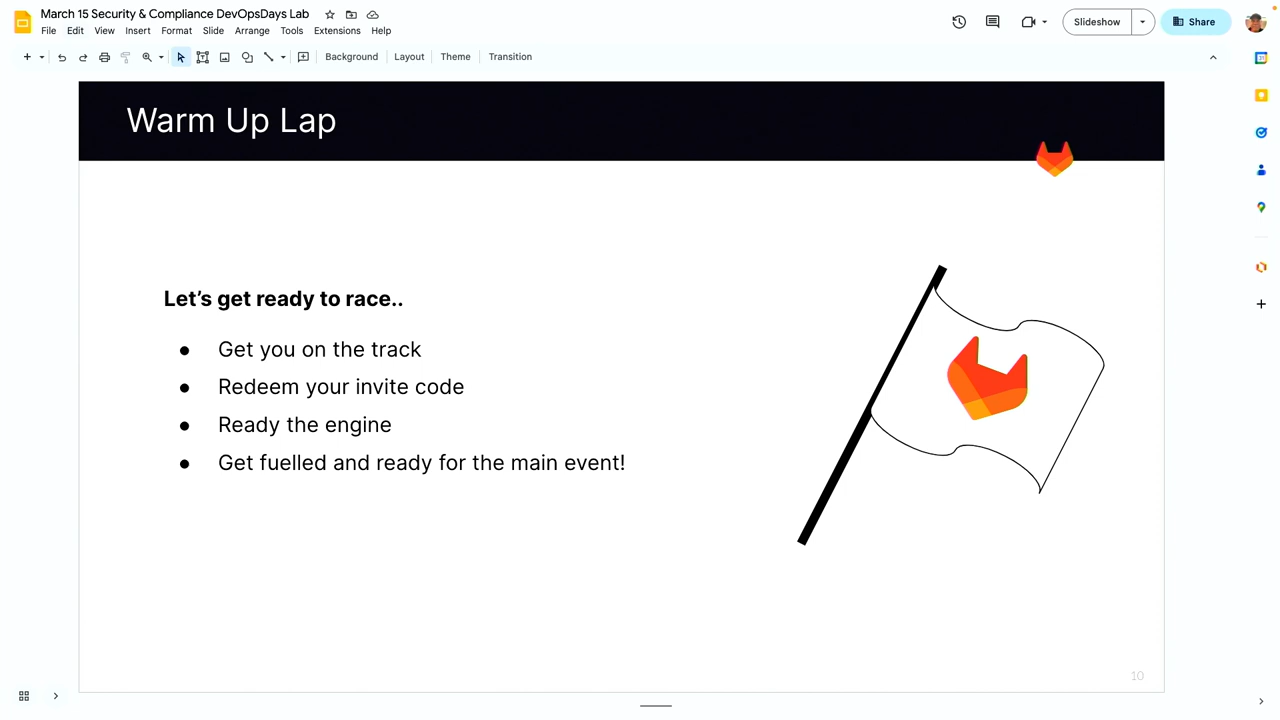 March 15 Security & Compliance DevOpsDays Lab
File Edit View Insert Format Slide Arrange Tools Extensions Help
Slideshow
Share
Background Layout Theme Transition
Warm Up Lap
Let’s get ready to race..
● Get you on the track
● Redeem your invite code
● Ready the engine
● Get fuelled and ready for the main event!
10